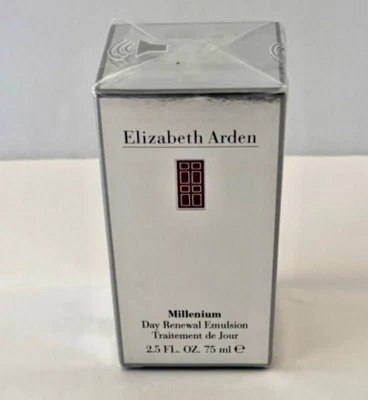 Elizabeth Arden
Millenium
Day Renewal Emulsion
Traitement de Jour
2.5 FL. OZ. 75 ml ℮